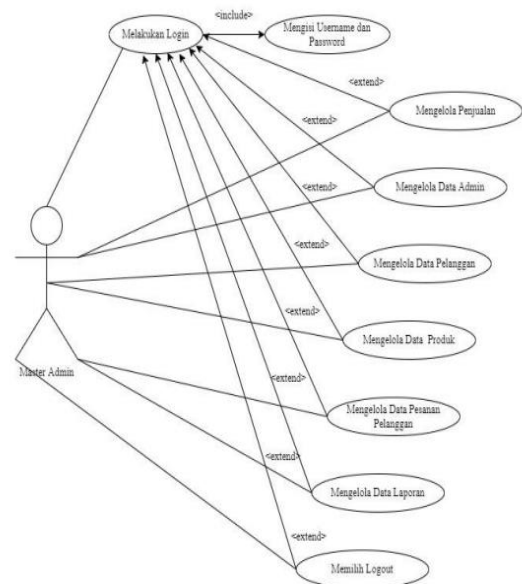 <include>
Melakukan Login
Mengisi Username dan
Password
<extend>
Mengelola Penjualan
<extend>
<extend>
Mengelola Data Admin
<extend>
Mengelola Data Pelanggan
<extend>
Mengelola Data Produk
Master Admin
<extend>
Mengelola Data Pesanan
Pelanggan
<extend>
Mengelola Data Laporan
<extend>
Memilih Logout